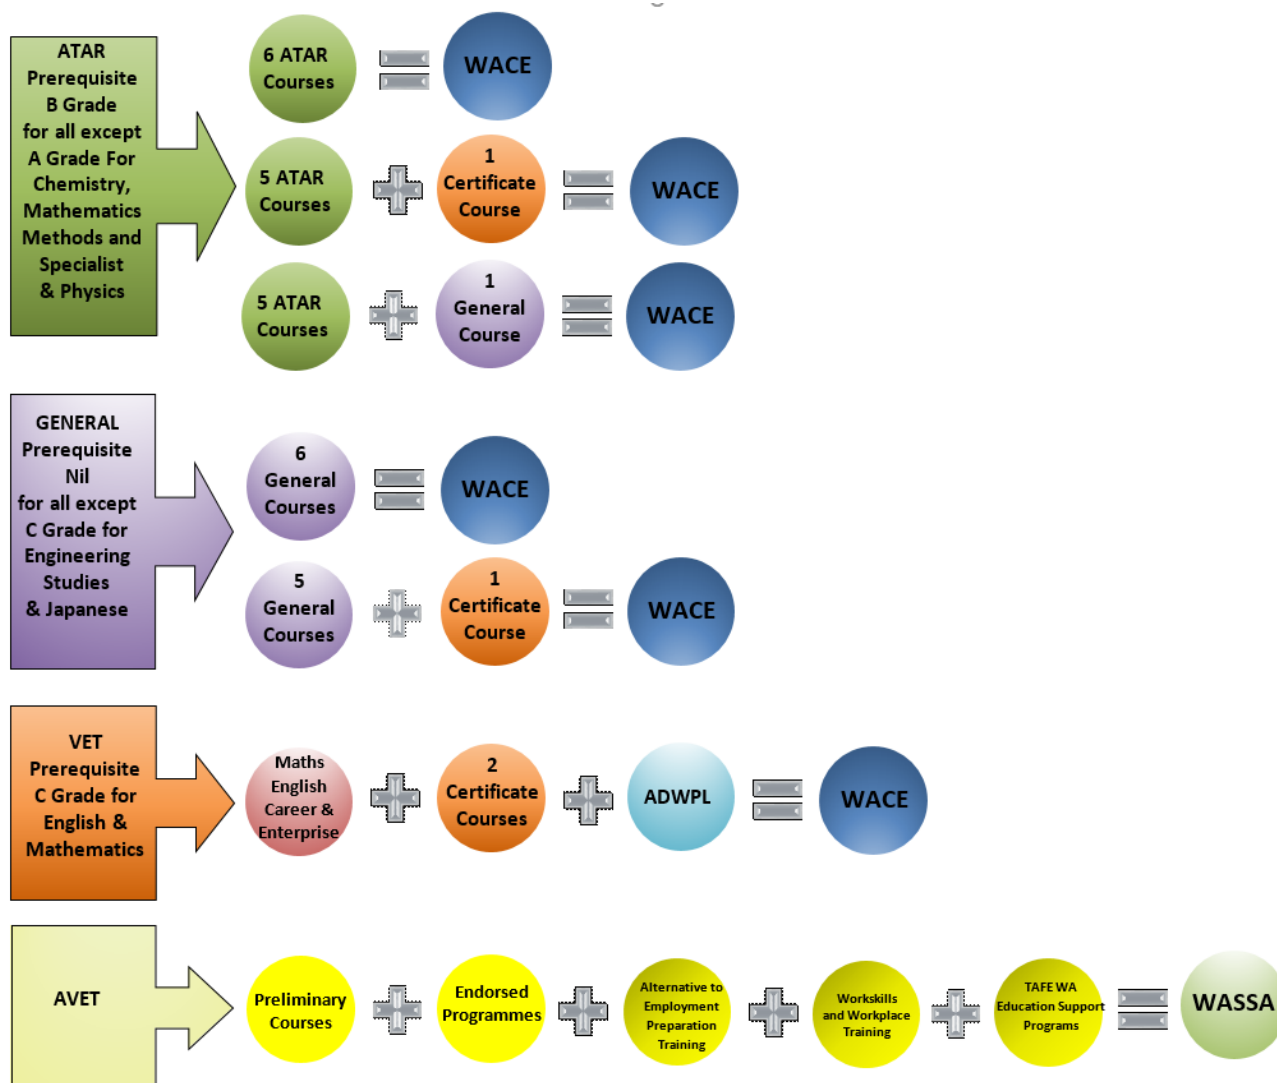 ATAR
Prerequisite
B Grade
for all except
A Grade For
Chemistry,
Mathematics
Methods and
Specialist
& Physics
6 ATAR
Courses
WACE
5 ATAR
Courses
1
Certificate
Course
WACE
5 ATAR
Courses
1
General
Course
WACE
GENERAL
Prerequisite
Nil
for all except
C Grade for
Engineering
Studies
& Japanese
6
General
Courses
WACE
5
General
Courses
1
Certificate
Course
WACE
VET
Prerequisite
C Grade for
English &
Mathematics
Maths
English
Career &
Enterprise
2
Certificate
Courses
ADWPL
WACE
AVET
Preliminary
Courses
Endorsed
Programmes
Alternative to
Employment
Preparation
Training
Workskills
and Workplace
Training
TAFE WA
Education Support
Programs
WASSA